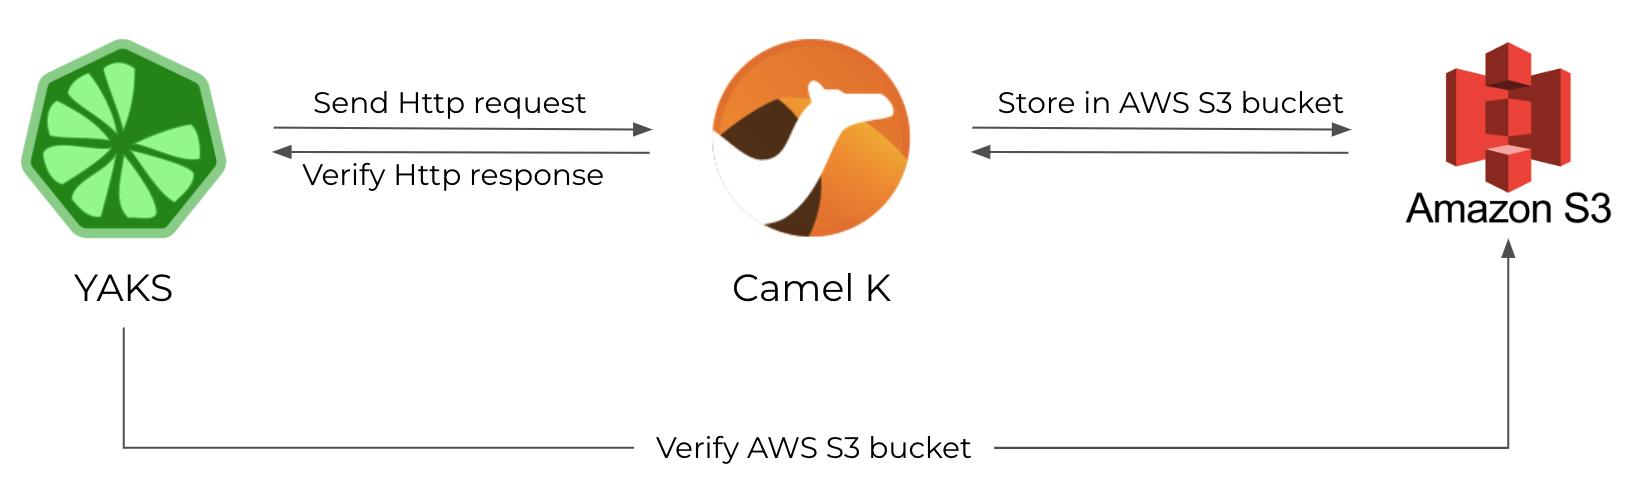 Send Http request
Store in AWS S3 bucket
Verify Http response
Amazon S3
YAKS
Camel K
Verify AWS S3 bucket